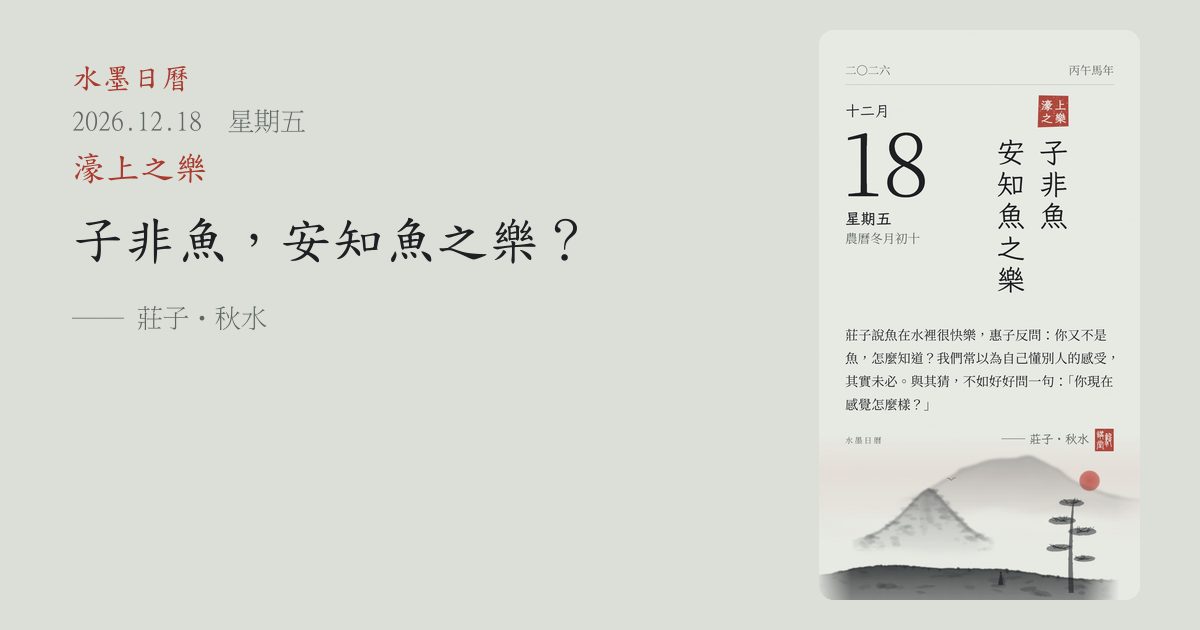 水墨日曆
2026.12.18 星期五
濠上之樂
子非魚，安知魚之樂？
—— 莊子・秋水
二〇二六
丙午馬年
十二月
18
星期五
農曆冬月初十
濠上之樂
子非魚
安知魚之樂
莊子說魚在水裡很快樂，惠子反問：你又不是
魚，怎麼知道？我們常以為自己懂別人的感受，
其實未必。與其猜，不如好好問一句：「你現在
感覺怎麼樣？」
水墨日曆
—— 莊子・秋水